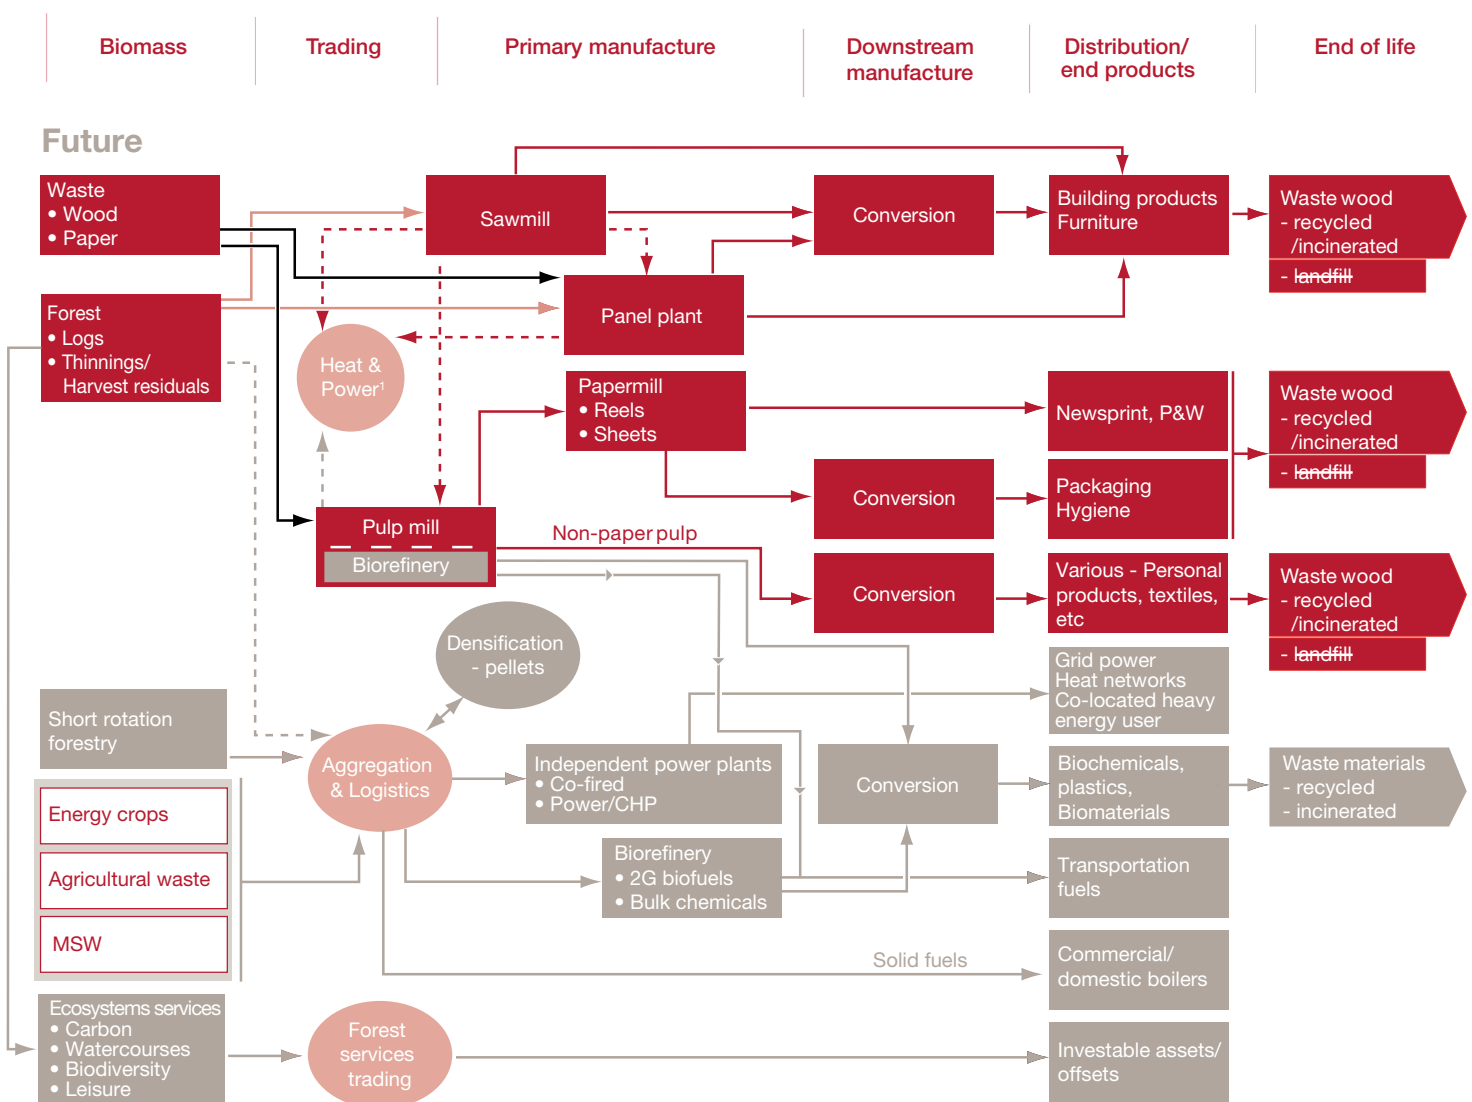 Biomass
Trading
Primary manufacture
Downstream
manufacture
Distribution/
end products
End of life
Future
Waste
• Wood
• Paper
Sawmill
Conversion
Building products
Furniture
Waste wood
- recycled
/incinerated
- landfill
Forest
• Logs
• Thinnings/
Harvest residuals
Heat &
Power¹
Panel plant
Papermill
• Reels
• Sheets
Newsprint, P&W
Waste wood
- recycled
/incinerated
- landfill
Conversion
Packaging
Hygiene
Pulp mill
Biorefinery
Non-paper pulp
Conversion
Various - Personal
products, textiles,
etc
Waste wood
- recycled
/incinerated
- landfill
Densification
- pellets
Grid power
Heat networks
Co-located heavy
energy user
Short rotation
forestry
Aggregation
& Logistics
Independent power plants
• Co-fired
• Power/CHP
Conversion
Biochemicals,
plastics,
Biomaterials
Waste materials
- recycled
- incinerated
Energy crops
Agricultural waste
MSW
Biorefinery
• 2G biofuels
• Bulk chemicals
Transportation
fuels
Solid fuels
Commercial/
domestic boilers
Ecosystems services
• Carbon
• Watercourses
• Biodiversity
• Leisure
Forest
services
trading
Investable assets/
offsets